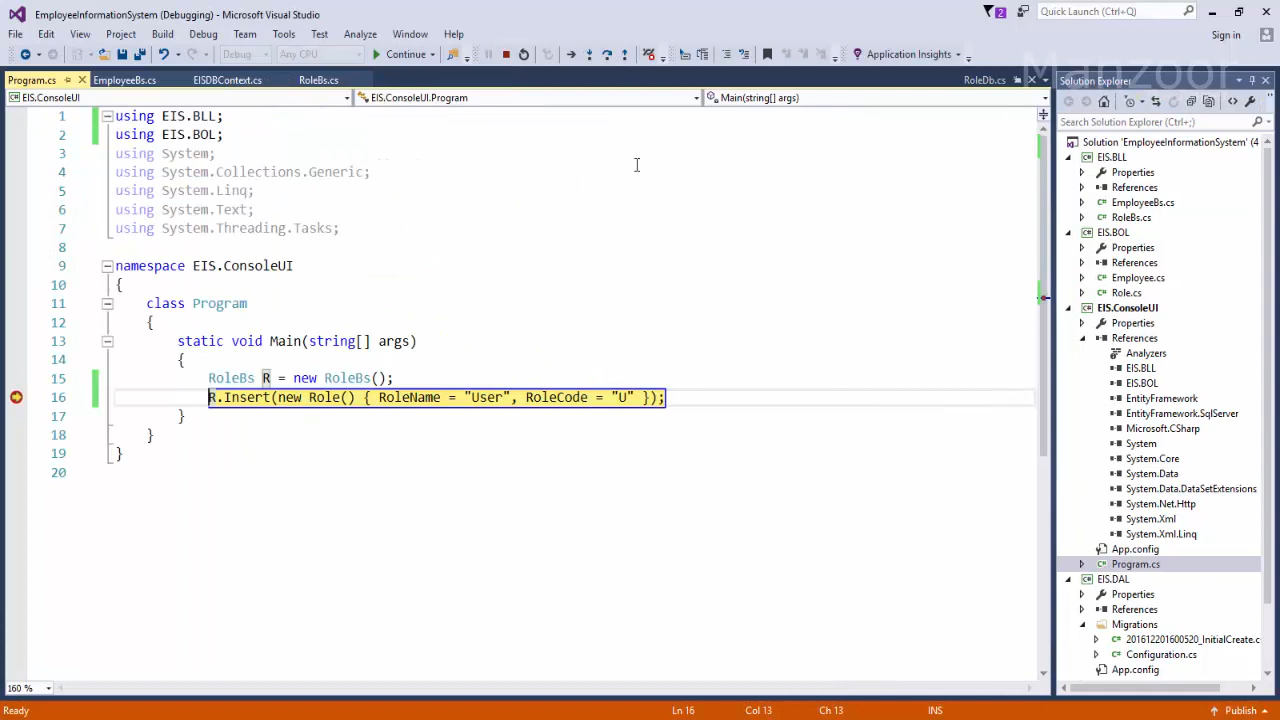 EmployeeInformationSystem (Debugging) - Microsoft Visual Studio
2
Quick Launch (Ctrl+Q)
File Edit View Project Build Debug Team Tools Test Analyze Window Help
Sign in
Debug Any CPU Continue Application Insights
Manzoor
Program.cs EmployeeBs.cs EISDBContext.cs RoleBs.cs RoleDb.cs
EIS.ConsoleUI EIS.ConsoleUI.Program Main(string[] args)
1 using EIS.BLL;
2 using EIS.BOL;
3 using System;
4 using System.Collections.Generic;
5 using System.Linq;
6 using System.Text;
7 using System.Threading.Tasks;
8
9 namespace EIS.ConsoleUI
10 {
11 class Program
12 {
13 static void Main(string[] args)
14 {
15 RoleBs R = new RoleBs();
16 R.Insert(new Role() { RoleName = "User", RoleCode = "U" });
17 }
18 }
19 }
20
160 %
Solution Explorer
Search Solution Explorer (Ctrl+;)
Solution 'EmployeeInformationSystem' (4
EIS.BLL
Properties
References
EmployeeBs.cs
RoleBs.cs
EIS.BOL
Properties
References
Employee.cs
Role.cs
EIS.ConsoleUI
Properties
References
Analyzers
EIS.BLL
EIS.BOL
EntityFramework
EntityFramework.SqlServer
Microsoft.CSharp
System
System.Core
System.Data
System.Data.DataSetExtensions
System.Net.Http
System.Xml
System.Xml.Linq
App.config
Program.cs
EIS.DAL
Properties
References
Migrations
201612201600520_InitialCreate.c
Configuration.cs
App.config
Ready Ln 16 Col 13 Ch 13 INS Publish